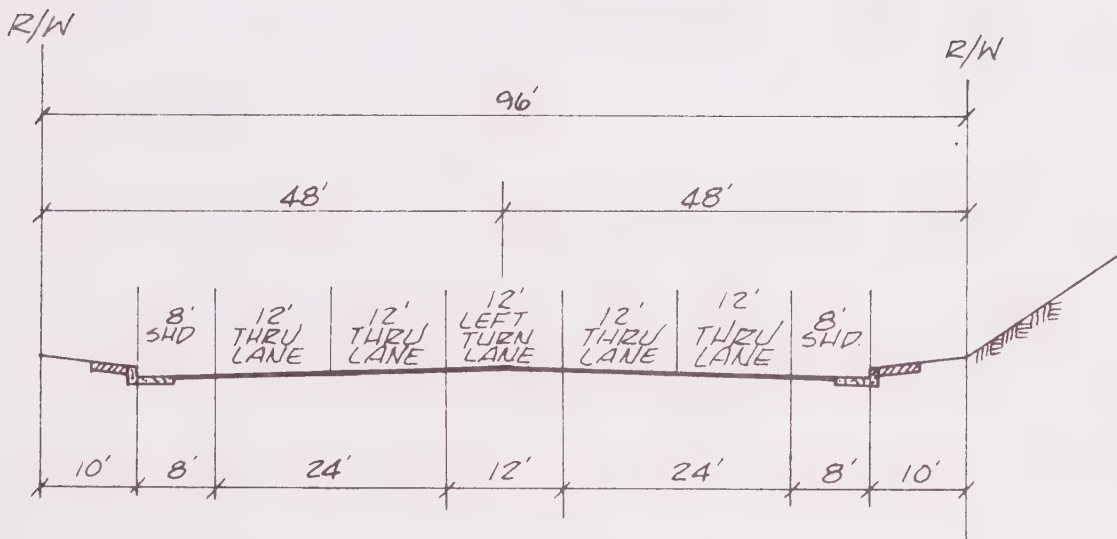 R/W
R/W
96'
48'
48'
8'
SHD
12'
THRU
LANE
12'
THRU
LANE
12'
LEFT
TURN
LANE
12'
THRU
LANE
12'
THRU
LANE
8'
SHD.
10'
8'
24'
12'
24'
8'
10'